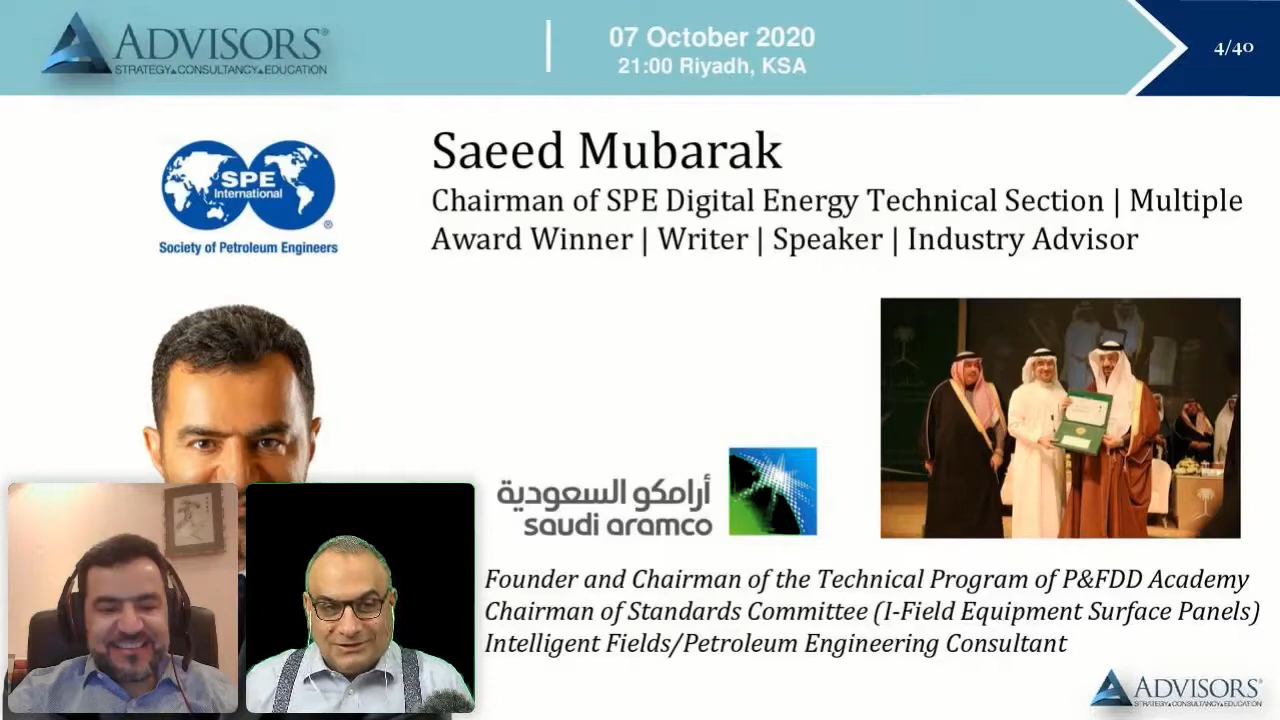 ADVISORS®
STRATEGY▲CONSULTANCY▲EDUCATION
07 October 2020
21:00 Riyadh, KSA
4/40
SPE
International
®
Society of Petroleum Engineers
Saeed Mubarak
Chairman of SPE Digital Energy Technical Section | Multiple
Award Winner | Writer | Speaker | Industry Advisor
أرامكو السعودية
saudi aramco
Founder and Chairman of the Technical Program of P&FDD Academy
Chairman of Standards Committee (I-Field Equipment Surface Panels)
Intelligent Fields/Petroleum Engineering Consultant
ADVISORS®
STRATEGY▲CONSULTANCY▲EDUCATION